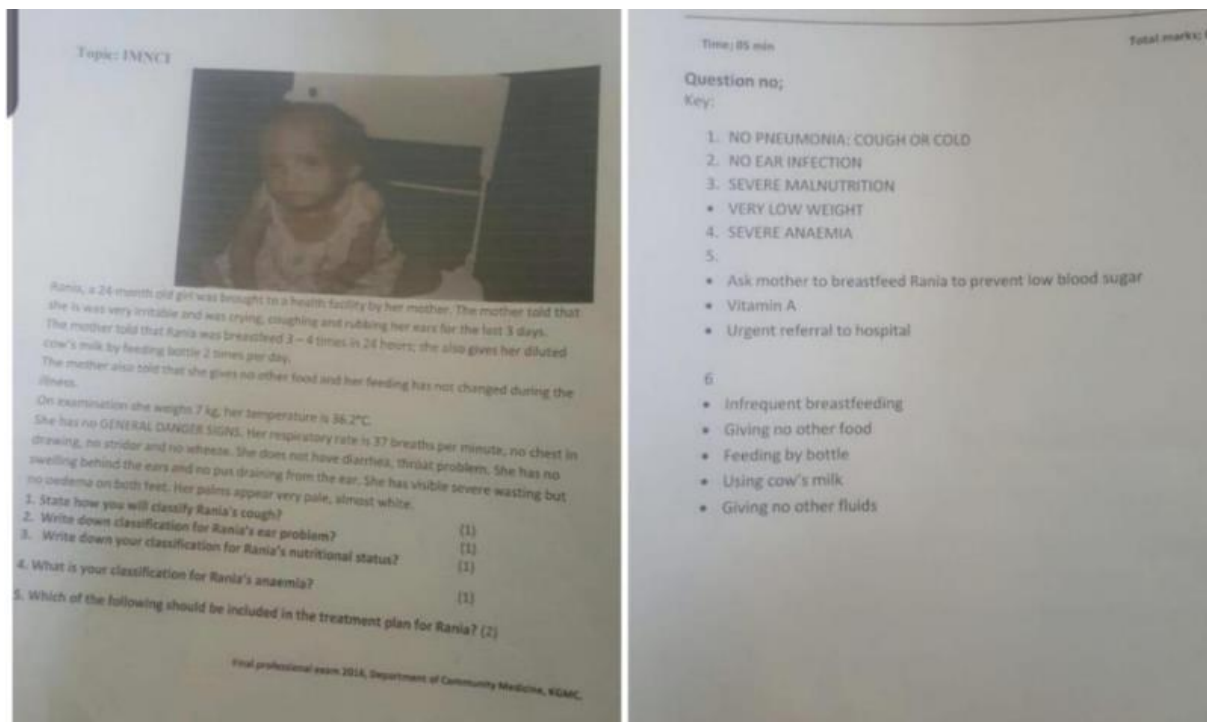 Topic: IMNCI
Rania, a 24-month old girl was brought to a health facility by her mother. The mother told that
she is was very irritable and was crying, coughing and rubbing her ears for the last 3 days.
The mother told that Rania was breastfeed 3 – 4 times in 24 hours; she also gives her diluted
cow's milk by feeding bottle 2 times per day.
The mother also told that she gives no other food and her feeding has not changed during the
illness.
On examination she weighs 7 kg, her temperature is 36.2°C.
She has no GENERAL DANGER SIGNS. Her respiratory rate is 37 breaths per minute, no chest in
drawing, no stridor and no wheeze. She does not have diarrhea, throat problem. She has no
swelling behind the ears and no pus draining from the ear. She has visible severe wasting but
no oedema on both feet. Her palms appear very pale, almost white.
1. State how you will classify Rania's cough? (1)
2. Write down classification for Rania's ear problem? (1)
3. Write down your classification for Rania's nutritional status? (1)
4. What is your classification for Rania's anaemia? (1)
5. Which of the following should be included in the treatment plan for Rania? (2)
Final professional exam 2016, Department of Community Medicine, KGMC.
Time; 05 min Total marks;
Question no;
Key:
1. NO PNEUMONIA: COUGH OR COLD
2. NO EAR INFECTION
3. SEVERE MALNUTRITION
• VERY LOW WEIGHT
4. SEVERE ANAEMIA
5.
• Ask mother to breastfeed Rania to prevent low blood sugar
• Vitamin A
• Urgent referral to hospital
6
• Infrequent breastfeeding
• Giving no other food
• Feeding by bottle
• Using cow's milk
• Giving no other fluids